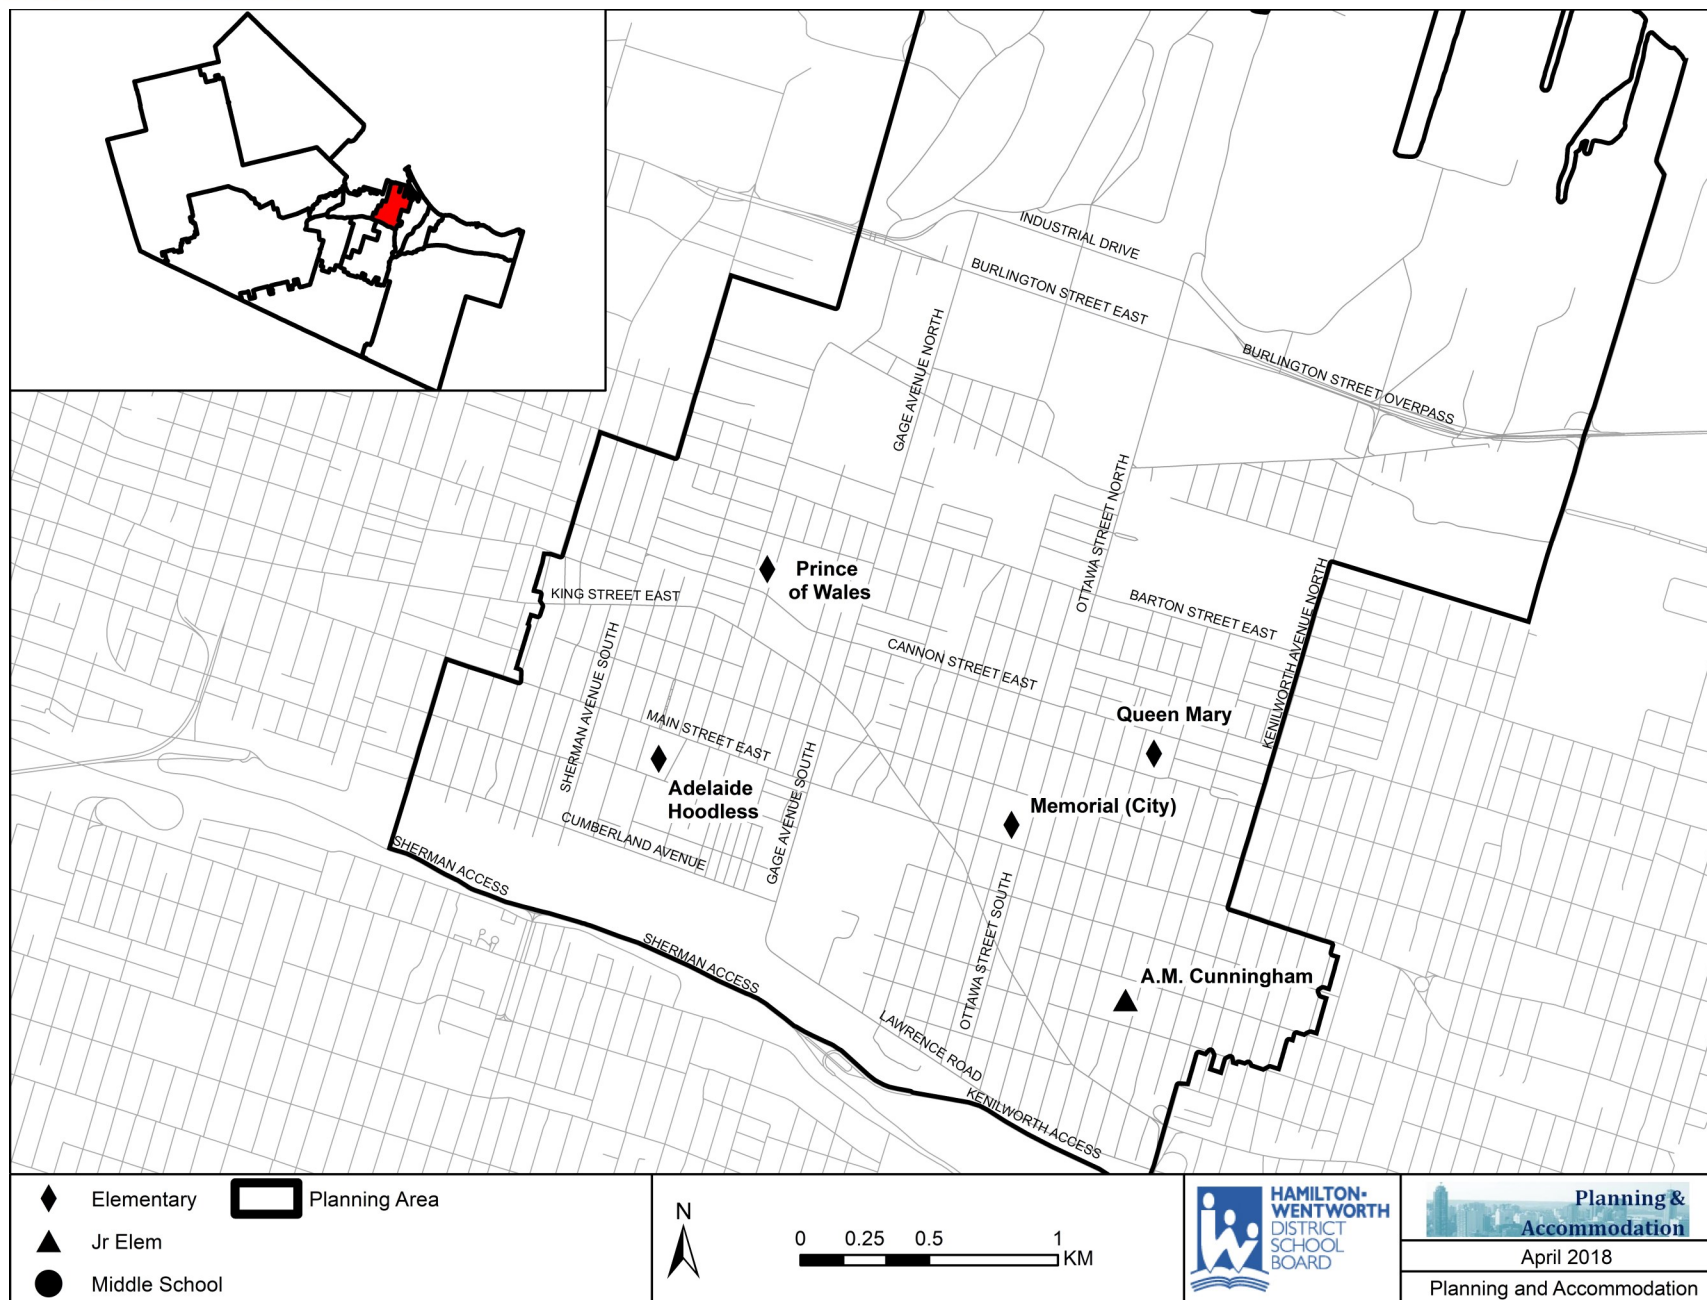 INDUSTRIAL DRIVE
BURLINGTON STREET EAST
BURLINGTON STREET OVERPASS
GAGE AVENUE NORTH
OTTAWA STREET NORTH
KENILWORTH AVENUE NORTH
Prince
of Wales
KING STREET EAST
BARTON STREET EAST
CANNON STREET EAST
SHERMAN AVENUE SOUTH
MAIN STREET EAST
Queen Mary
Adelaide
Hoodless
GAGE AVENUE SOUTH
Memorial (City)
CUMBERLAND AVENUE
SHERMAN ACCESS
OTTAWA STREET SOUTH
SHERMAN ACCESS
A.M. Cunningham
LAWRENCE ROAD
KENILWORTH ACCESS
Elementary
Planning Area
Jr Elem
Middle School
N
0 0.25 0.5 1
KM
HAMILTON-
WENTWORTH
DISTRICT
SCHOOL
BOARD
Planning &
Accommodation
April 2018
Planning and Accommodation